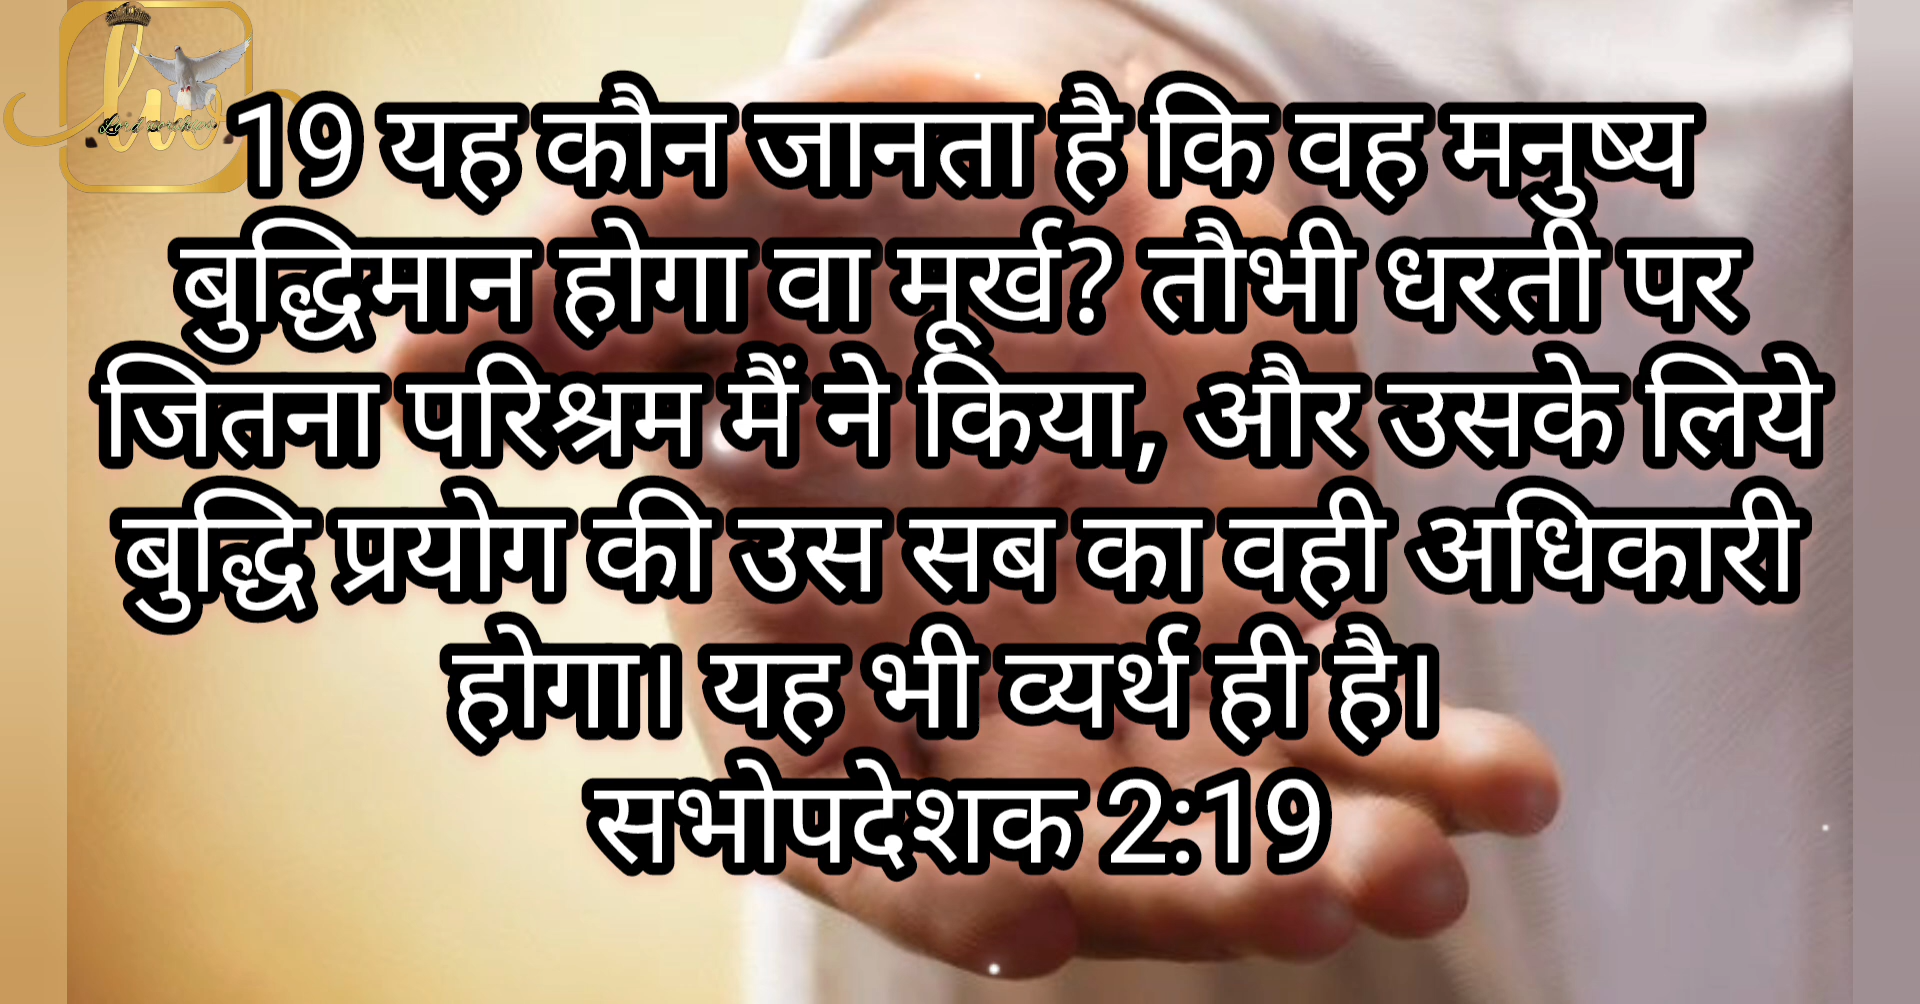 19 यह कौन जानता है कि वह मनुष्य
बुद्धिमान होगा वा मूर्ख? तौभी धरती पर
जितना परिश्रम मैं ने किया, और उसके लिये
बुद्धि प्रयोग की उस सब का वही अधिकारी
होगा। यह भी व्यर्थ ही है।
सभोपदेशक 2:19